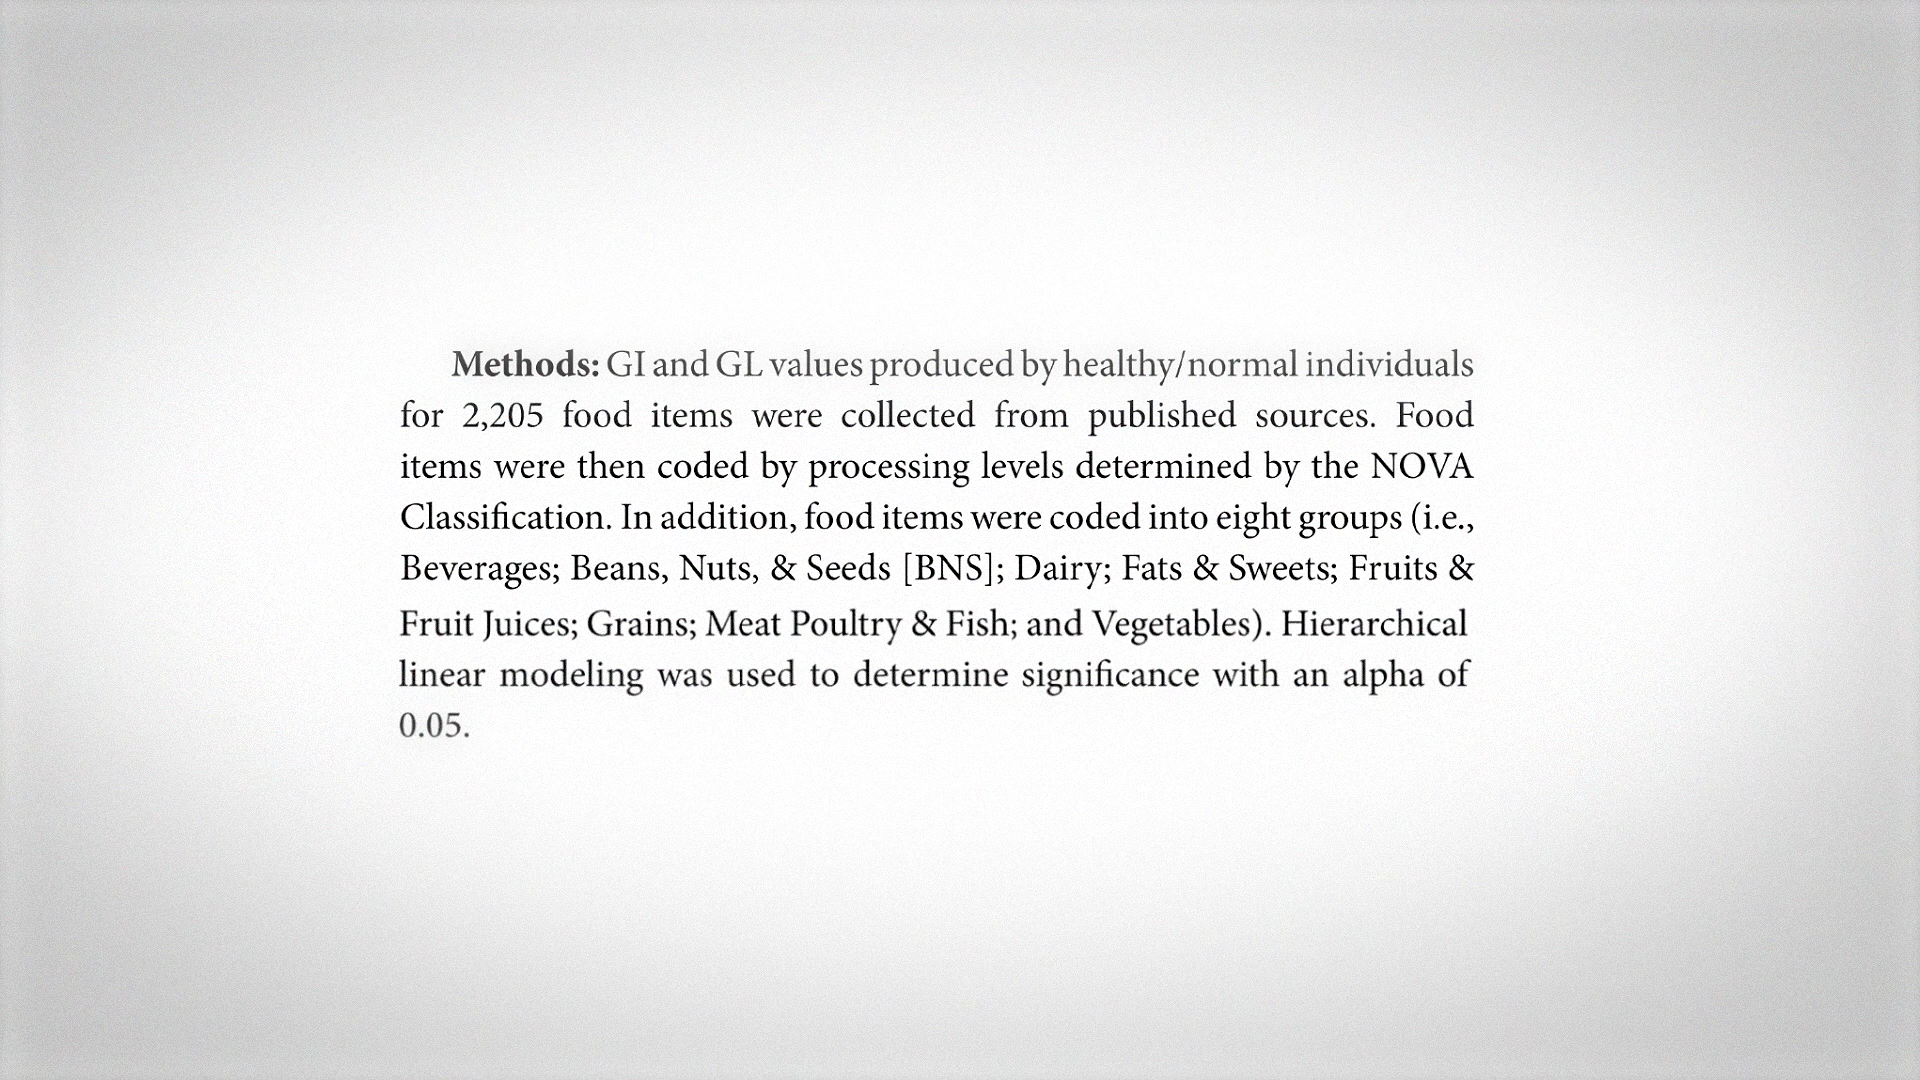 Methods: GI and GL values produced by healthy/normal individuals
for 2,205 food items were collected from published sources. Food
items were then coded by processing levels determined by the NOVA
Classification. In addition, food items were coded into eight groups (i.e.,
Beverages; Beans, Nuts, & Seeds [BNS]; Dairy; Fats & Sweets; Fruits &
Fruit Juices; Grains; Meat Poultry & Fish; and Vegetables). Hierarchical
linear modeling was used to determine significance with an alpha of
0.05.